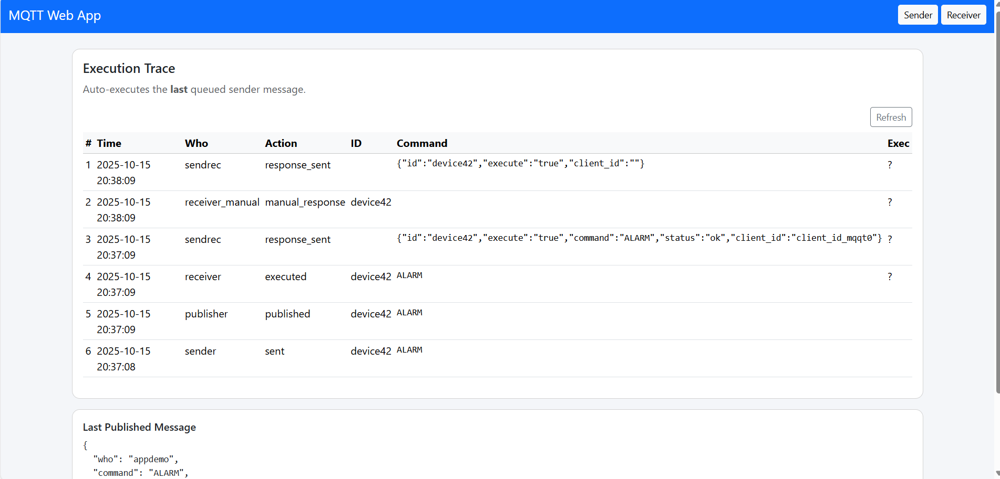 MQTT Web App
Sender Receiver
Execution Trace
Auto-executes the last queued sender message.
Refresh
# Time Who Action ID Command Exec
1 2025-10-15 20:38:09 sendrec response_sent {"id":"device42","execute":"true","client_id":""} ?
2 2025-10-15 20:38:09 receiver_manual manual_response device42 ?
3 2025-10-15 20:37:09 sendrec response_sent {"id":"device42","execute":"true","command":"ALARM","status":"ok","client_id":"client_id_mqqt0"} ?
4 2025-10-15 20:37:09 receiver executed device42 ALARM ?
5 2025-10-15 20:37:09 publisher published device42 ALARM
6 2025-10-15 20:37:08 sender sent device42 ALARM
Last Published Message
{
"who": "appdemo",
"command": "ALARM",